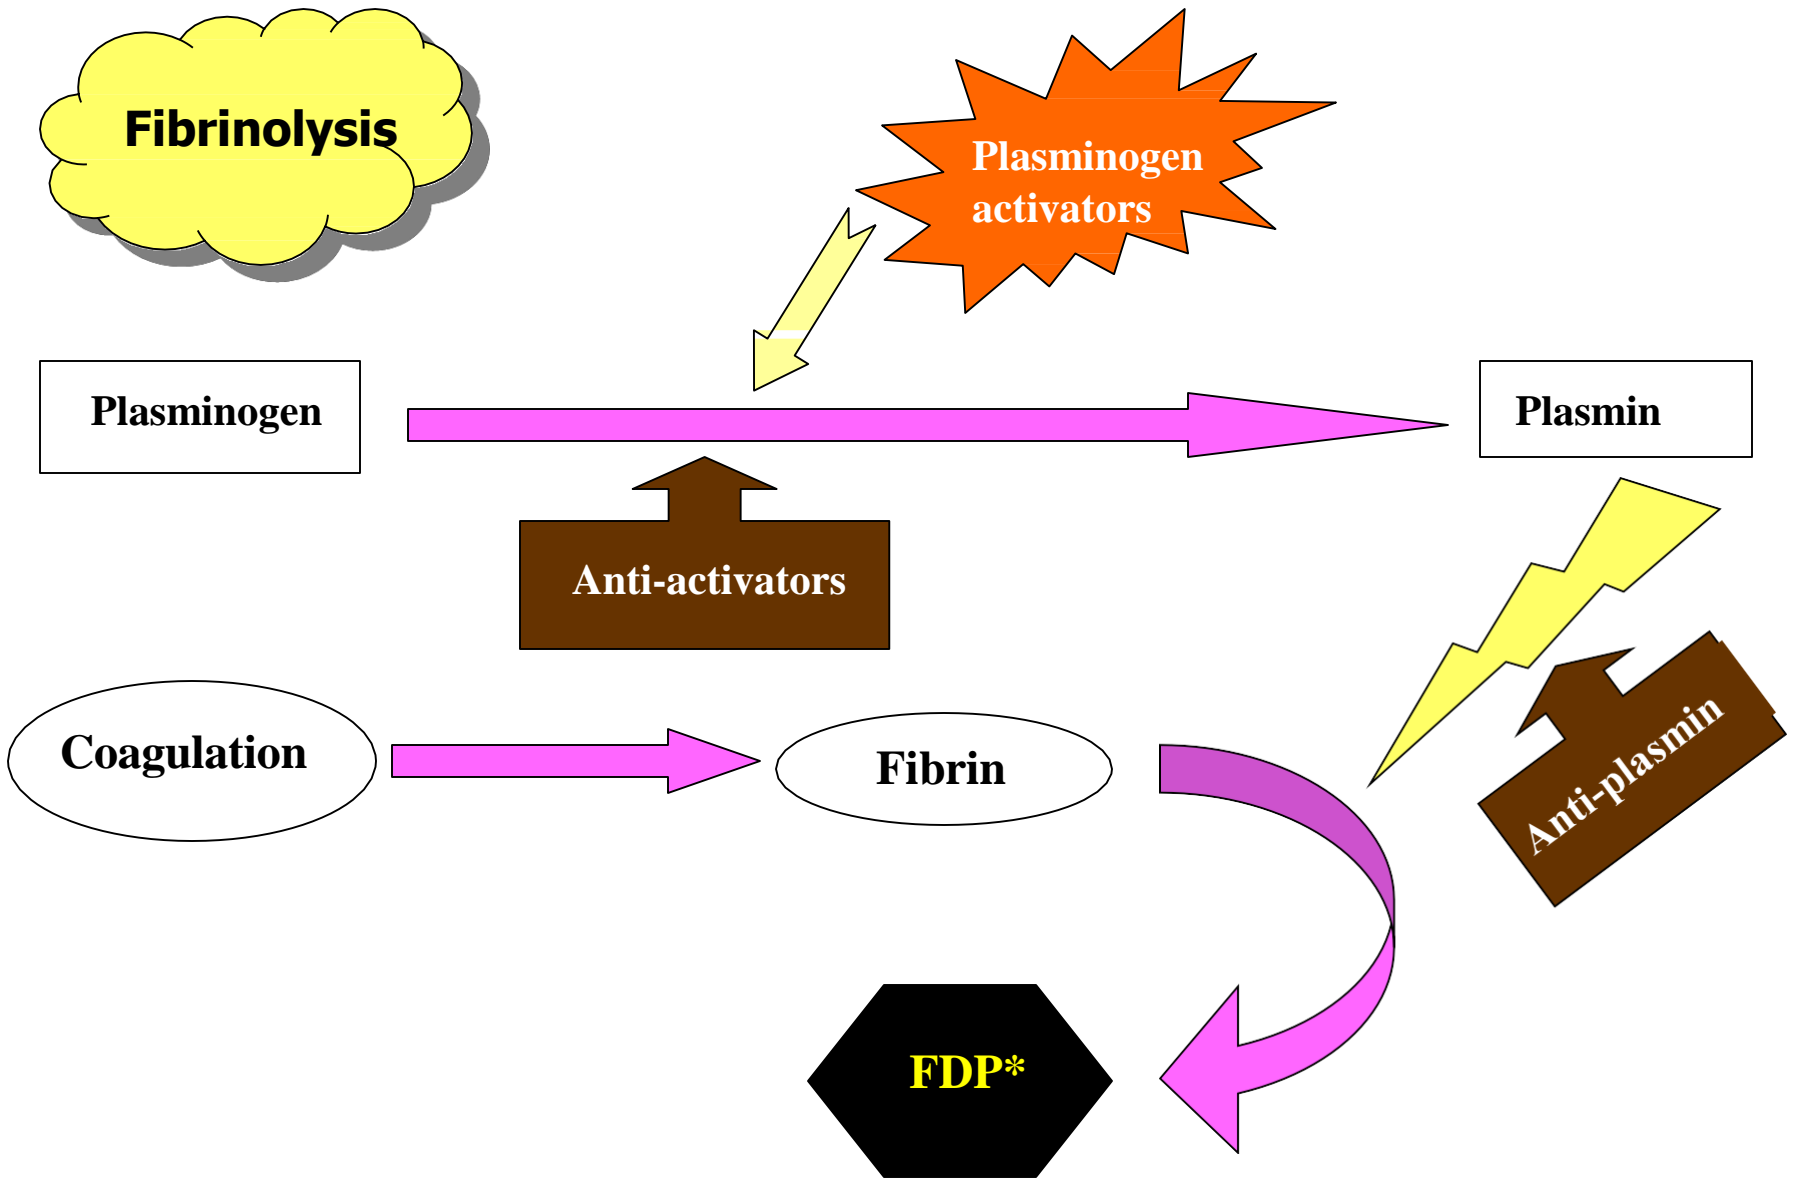 Fibrinolysis
Plasminogen
activators
Plasminogen
Plasmin
Anti-activators
Coagulation
Fibrin
Anti-plasmin
FDP*